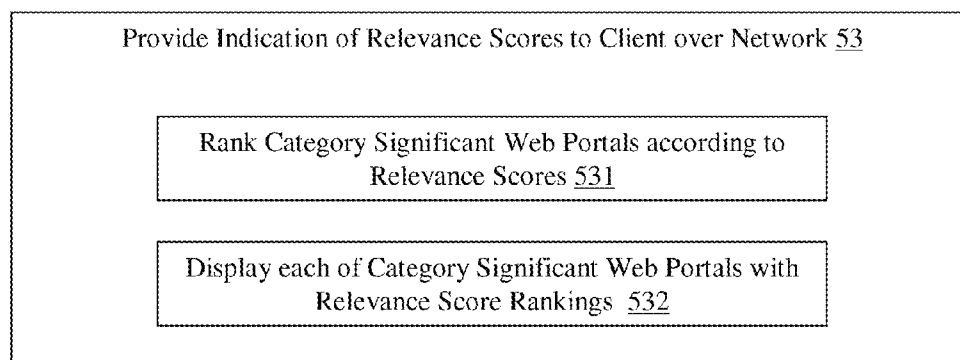 Provide Indication of Relevance Scores to Client over Network 53
Rank Category Significant Web Portals according to
Relevance Scores 531
Display each of Category Significant Web Portals with
Relevance Score Rankings 532